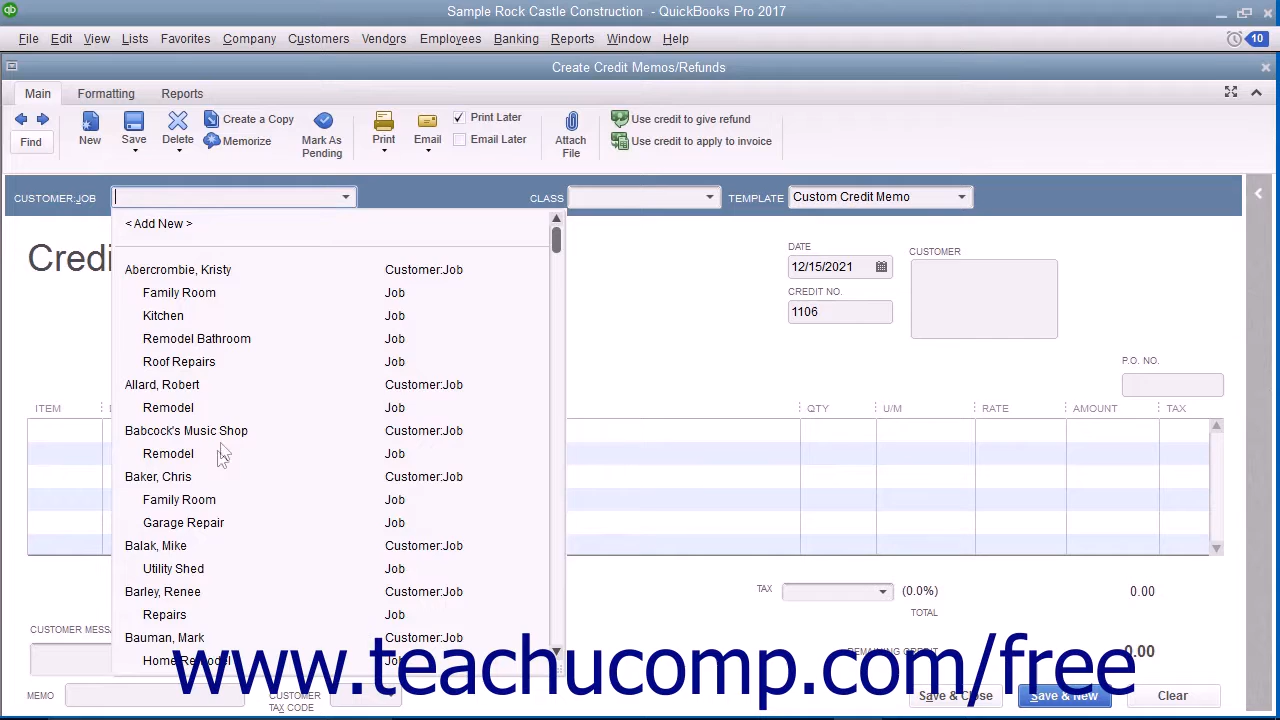 Sample Rock Castle Construction - QuickBooks Pro 2017
File Edit View Lists Favorites Company Customers Vendors Employees Banking Reports Window Help 10
Create Credit Memos/Refunds
Main Formatting Reports
Find New Save Delete Create a Copy Memorize Mark As Pending Print Email Print Later Email Later Attach File Use credit to give refund Use credit to apply to invoice
CUSTOMER:JOB CLASS TEMPLATE Custom Credit Memo
< Add New >
Credi
DATE
12/15/2021
CREDIT NO.
1106
CUSTOMER
P.O. NO.
Abercrombie, Kristy Customer:Job
Family Room Job
Kitchen Job
Remodel Bathroom Job
Roof Repairs Job
Allard, Robert Customer:Job
Remodel Job
Babcock's Music Shop Customer:Job
Remodel Job
Baker, Chris Customer:Job
Family Room Job
Garage Repair Job
Balak, Mike Customer:Job
Utility Shed Job
Barley, Renee Customer:Job
Repairs Job
Bauman, Mark Customer:Job
Home Remodel Job
ITEM D QTY U/M RATE AMOUNT TAX
TAX (0.0%) 0.00
TOTAL
CUSTOMER MESSA
REMAINING CREDIT 0.00
www.teachucomp.com/free
MEMO CUSTOMER TAX CODE
Save & Close Save & New Clear